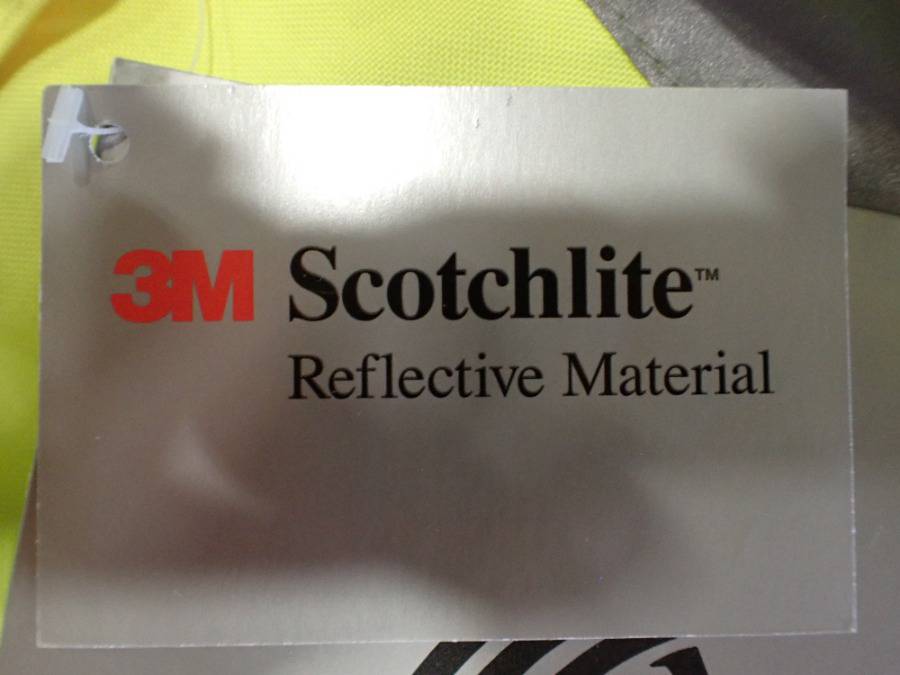 3M Scotchlite™
Reflective Material